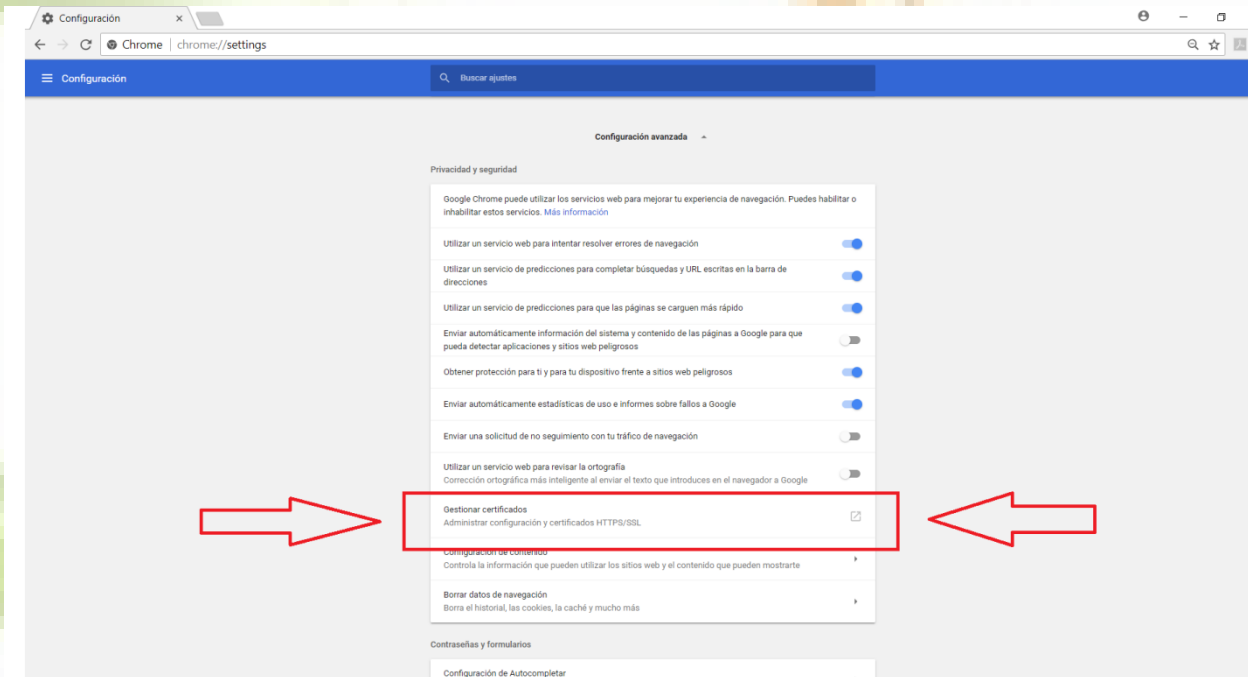 Configuración
Chrome | chrome://settings
Configuración
Buscar ajustes
Configuración avanzada
Privacidad y seguridad
Google Chrome puede utilizar los servicios web para mejorar tu experiencia de navegación. Puedes habilitar o
inhabilitar estos servicios. Más información
Utilizar un servicio web para intentar resolver errores de navegación
Utilizar un servicio de predicciones para completar búsquedas y URL escritas en la barra de
direcciones
Utilizar un servicio de predicciones para que las páginas se carguen más rápido
Enviar automáticamente información del sistema y contenido de las páginas a Google para que
pueda detectar aplicaciones y sitios web peligrosos
Obtener protección para ti y para tu dispositivo frente a sitios web peligrosos
Enviar automáticamente estadísticas de uso e informes sobre fallos a Google
Enviar una solicitud de no seguimiento con tu tráfico de navegación
Utilizar un servicio web para revisar la ortografía
Corrección ortográfica más inteligente al enviar el texto que introduces en el navegador a Google
Gestionar certificados
Administrar configuración y certificados HTTPS/SSL
Configuración de contenido
Controla la información que pueden utilizar los sitios web y el contenido que pueden mostrarte
Borrar datos de navegación
Borra el historial, las cookies, la caché y mucho más
Contraseñas y formularios
Configuración de Autocompletar